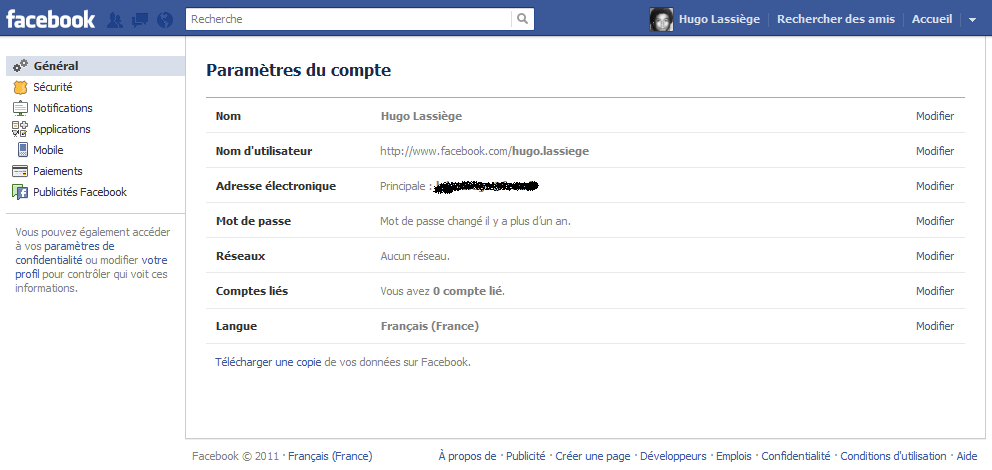 facebook
Recherche
Hugo Lassiège
Rechercher des amis
Accueil
Général
Sécurité
Notifications
Applications
Mobile
Paiements
Publicités Facebook
Vous pouvez également accéder
à vos paramètres de
confidentialité ou modifier votre
profil pour contrôler qui voit ces
informations.
Paramètres du compte
Nom Hugo Lassiège Modifier
Nom d'utilisateur http://www.facebook.com/hugo.lassiege Modifier
Adresse électronique Principale : Modifier
Mot de passe Mot de passe changé il y a plus d'un an. Modifier
Réseaux Aucun réseau. Modifier
Comptes liés Vous avez 0 compte lié. Modifier
Langue Français (France) Modifier
Télécharger une copie de vos données sur Facebook.
Facebook © 2011 · Français (France)
À propos de · Publicité · Créer une page · Développeurs · Emplois · Confidentialité · Conditions d'utilisation · Aide